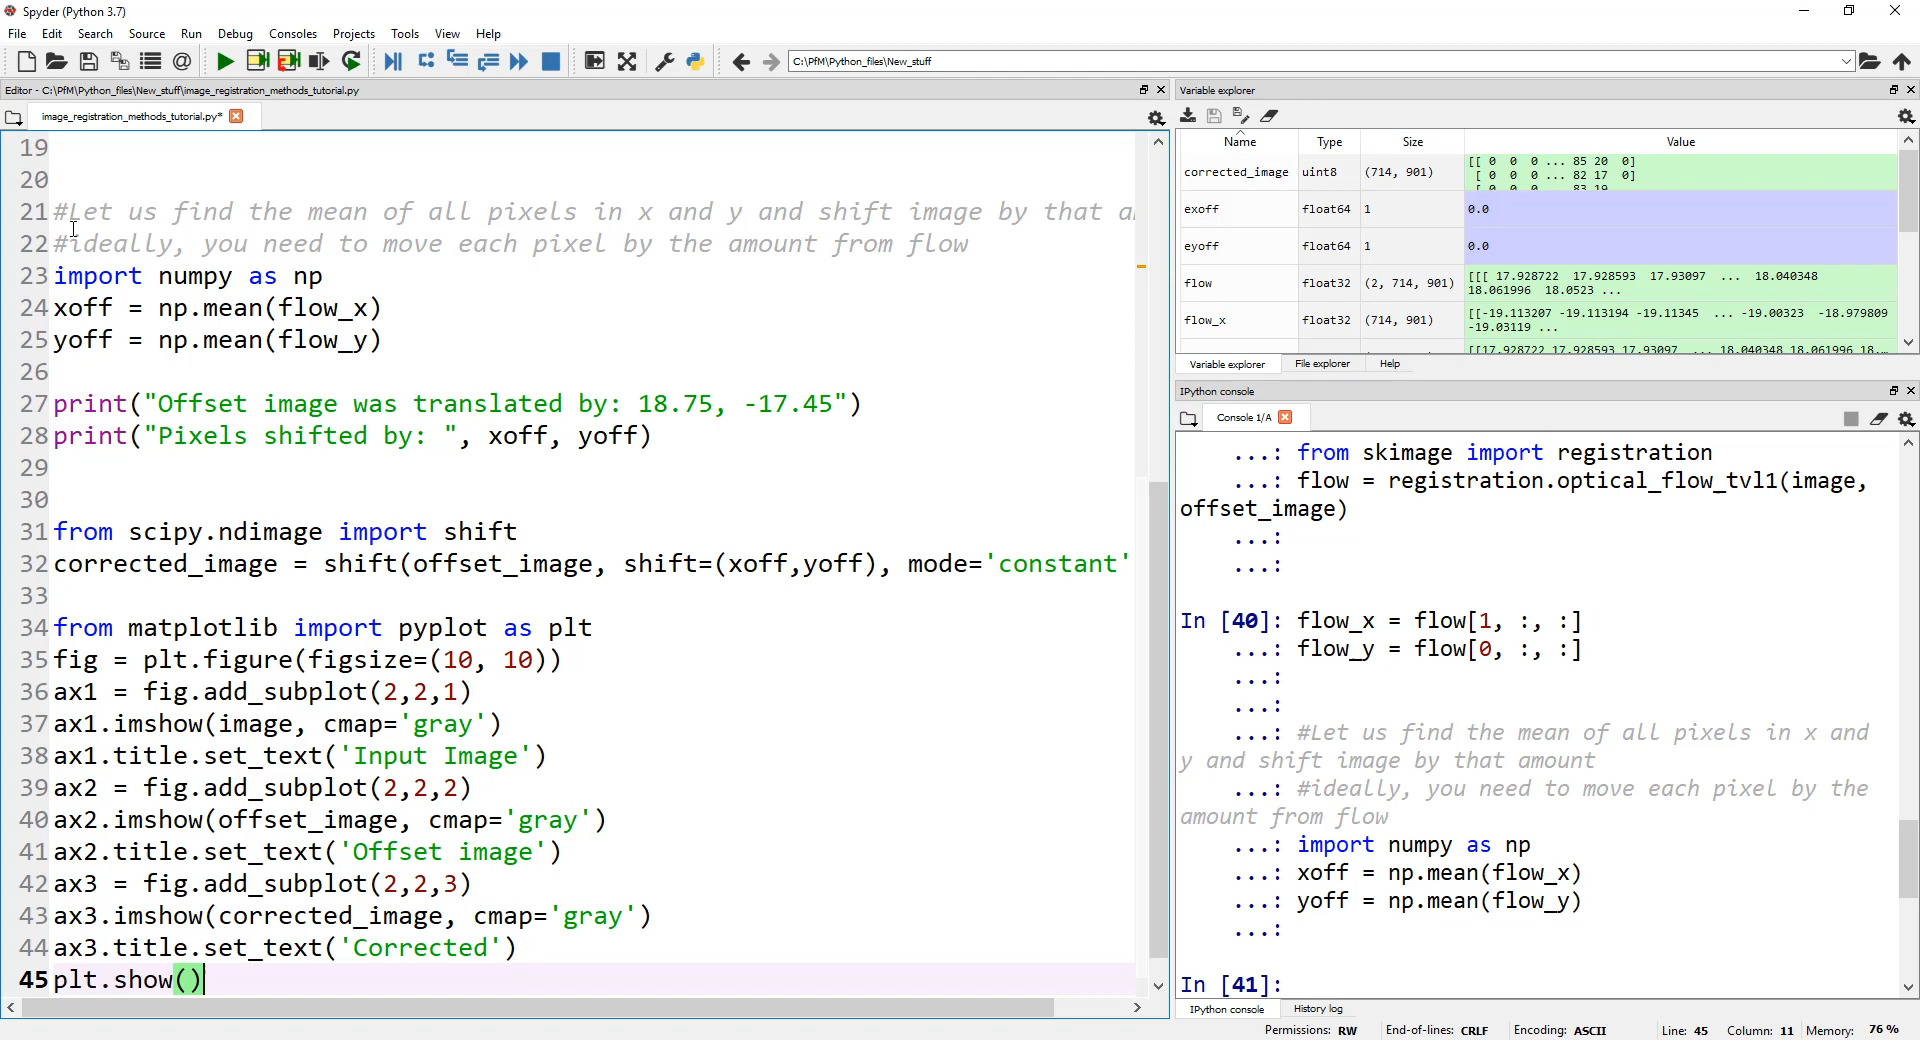 Spyder (Python 3.7)
File Edit Search Source Run Debug Consoles Projects Tools View Help
C:\PfM\Python_files\New_stuff
Editor - C:\PfM\Python_files\New_stuff\image_registration_methods_tutorial.py
image_registration_methods_tutorial.py*
19
20
21 #Let us find the mean of all pixels in x and y and shift image by that a
22 #ideally, you need to move each pixel by the amount from flow
23 import numpy as np
24 xoff = np.mean(flow_x)
25 yoff = np.mean(flow_y)
26
27 print("Offset image was translated by: 18.75, -17.45")
28 print("Pixels shifted by: ", xoff, yoff)
29
30
31 from scipy.ndimage import shift
32 corrected_image = shift(offset_image, shift=(xoff,yoff), mode='constant'
33
34 from matplotlib import pyplot as plt
35 fig = plt.figure(figsize=(10, 10))
36 ax1 = fig.add_subplot(2,2,1)
37 ax1.imshow(image, cmap='gray')
38 ax1.title.set_text('Input Image')
39 ax2 = fig.add_subplot(2,2,2)
40 ax2.imshow(offset_image, cmap='gray')
41 ax2.title.set_text('Offset image')
42 ax3 = fig.add_subplot(2,2,3)
43 ax3.imshow(corrected_image, cmap='gray')
44 ax3.title.set_text('Corrected')
45 plt.show()
Variable explorer
Name Type Size Value
corrected_image uint8 (714, 901) [[ 0 0 0 ... 85 20 0]
[ 0 0 0 ... 82 17 0]
[ 0 0 0 ... 83 19
exoff float64 1 0.0
eyoff float64 1 0.0
flow float32 (2, 714, 901) [[[ 17.928722 17.928593 17.93097 ... 18.040348
18.061996 18.0523 ...
flow_x float32 (714, 901) [[-19.113207 -19.113194 -19.11345 ... -19.00323 -18.979809
-19.03119 ...
[[17.928722 17.928593 17.93097 ... 18.040348 18.061996 18.…
Variable explorer File explorer Help
IPython console
Console 1/A
...: from skimage import registration
...: flow = registration.optical_flow_tvl1(image,
offset_image)
...:
...:
In [40]: flow_x = flow[1, :, :]
...: flow_y = flow[0, :, :]
...:
...:
...: #Let us find the mean of all pixels in x and
y and shift image by that amount
...: #ideally, you need to move each pixel by the
amount from flow
...: import numpy as np
...: xoff = np.mean(flow_x)
...: yoff = np.mean(flow_y)
...:
In [41]:
IPython console History log
Permissions: RW End-of-lines: CRLF Encoding: ASCII Line: 45 Column: 11 Memory: 76 %